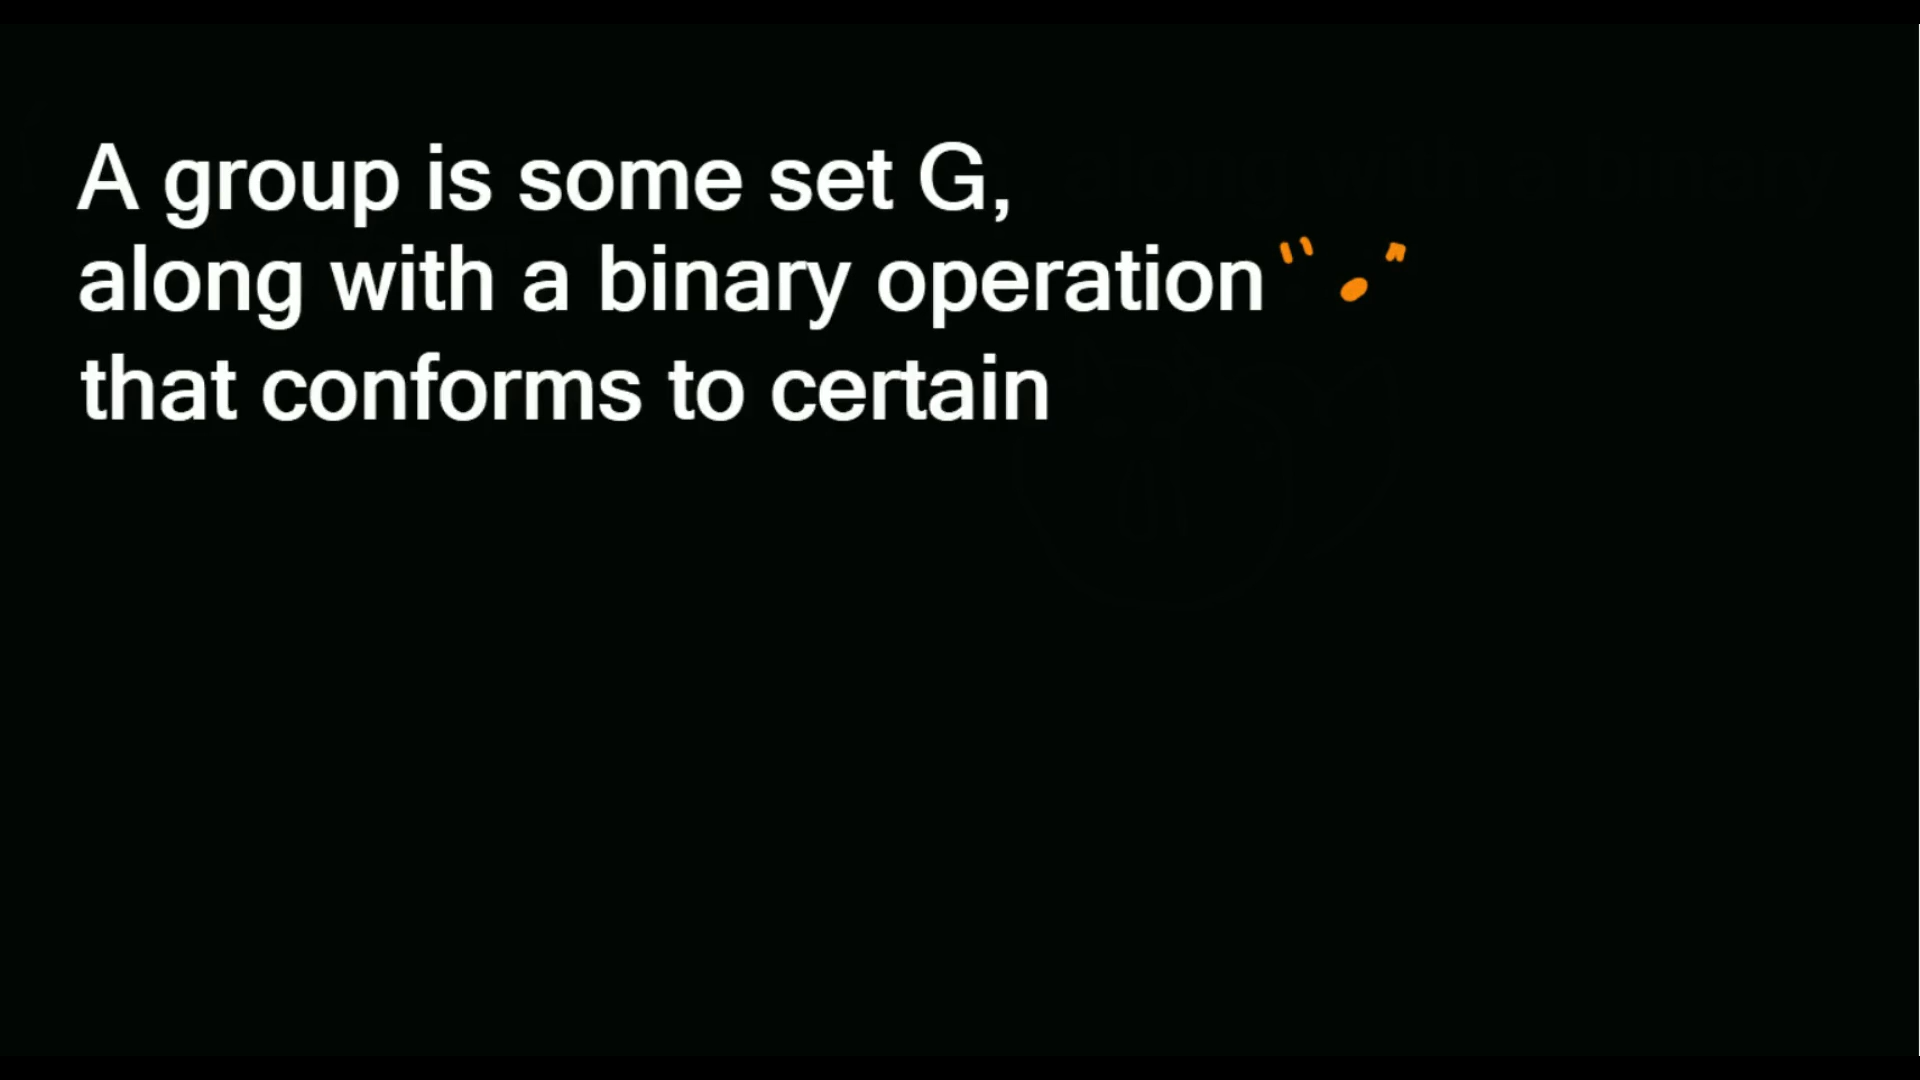 A group is some set G,
along with a binary operation " · "
that conforms to certain